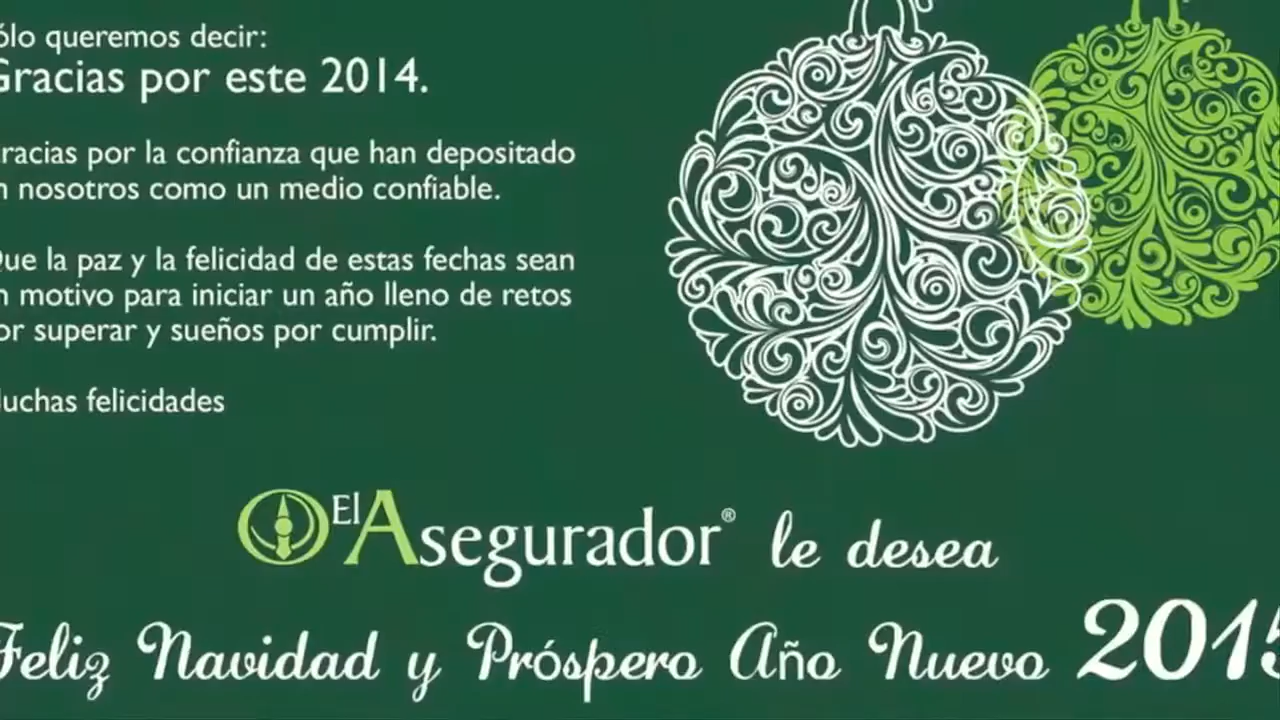 ólo queremos decir:
Gracias por este 2014.
racias por la confianza que han depositado
n nosotros como un medio confiable.
Que la paz y la felicidad de estas fechas sean
n motivo para iniciar un año lleno de retos
or superar y sueños por cumplir.
uchas felicidades
El Asegurador® le desea
Feliz Navidad y Próspero Año Nuevo 2015